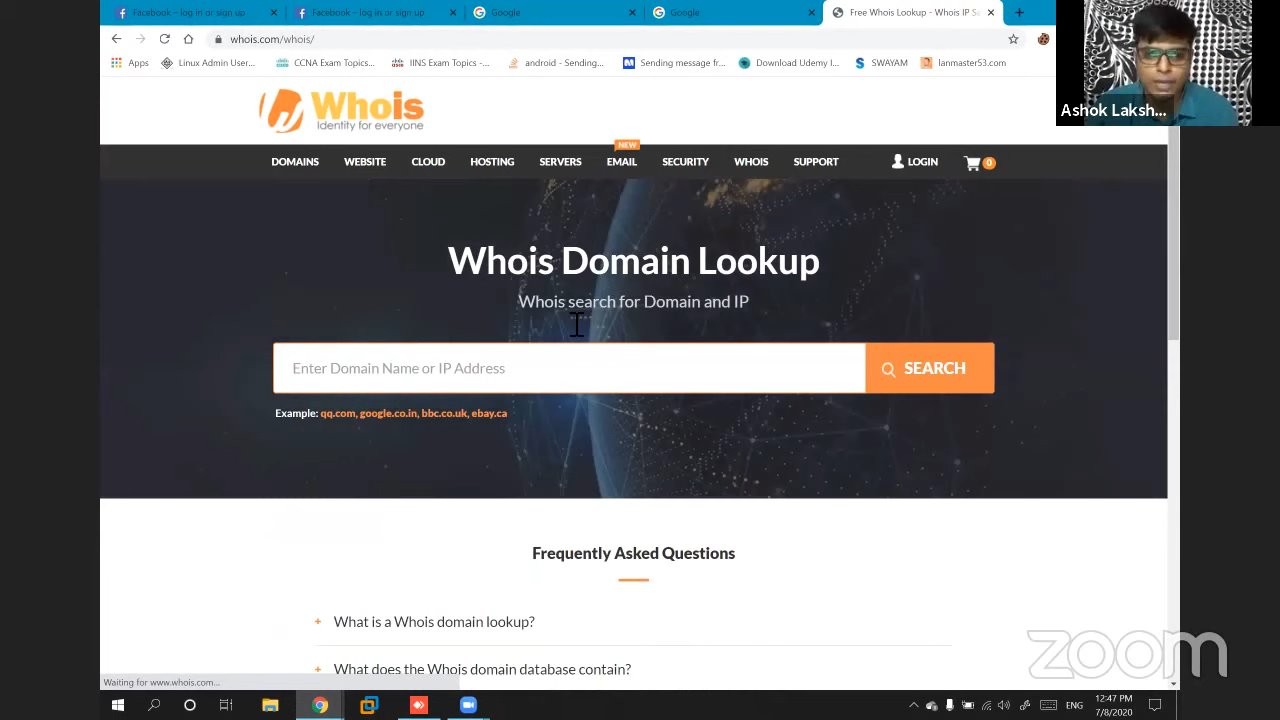 Facebook – log in or sign up
Facebook – log in or sign up
Google
Google
Free Whois Lookup - Whois IP Se
whois.com/whois/
Apps
Linux Admin User...
CCNA Exam Topics...
IINS Exam Topics -...
android - Sending...
Sending message fr...
Download Udemy I...
SWAYAM
lanmaster53.com
Ashok Laksh...
Whois
Identity for everyone
NEW
DOMAINS WEBSITE CLOUD HOSTING SERVERS EMAIL SECURITY WHOIS SUPPORT LOGIN 0
Whois Domain Lookup
Whois search for Domain and IP
Enter Domain Name or IP Address
SEARCH
Example: qq.com, google.co.in, bbc.co.uk, ebay.ca
Frequently Asked Questions
+ What is a Whois domain lookup?
+ What does the Whois domain database contain?
zoom
Waiting for www.whois.com...
ENG
12:47 PM
7/8/2020